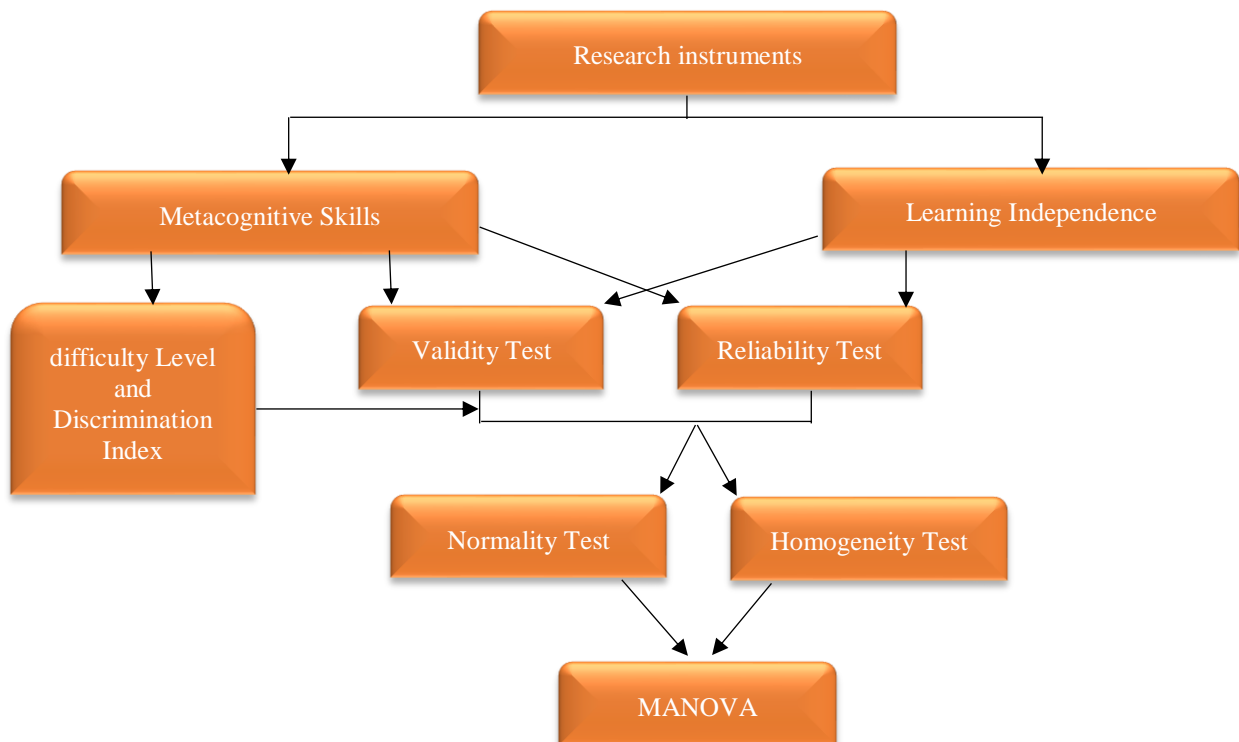 Research instruments
Metacognitive Skills
Learning Independence
difficulty Level
and
Discrimination
Index
Validity Test
Reliability Test
Normality Test
Homogeneity Test
MANOVA